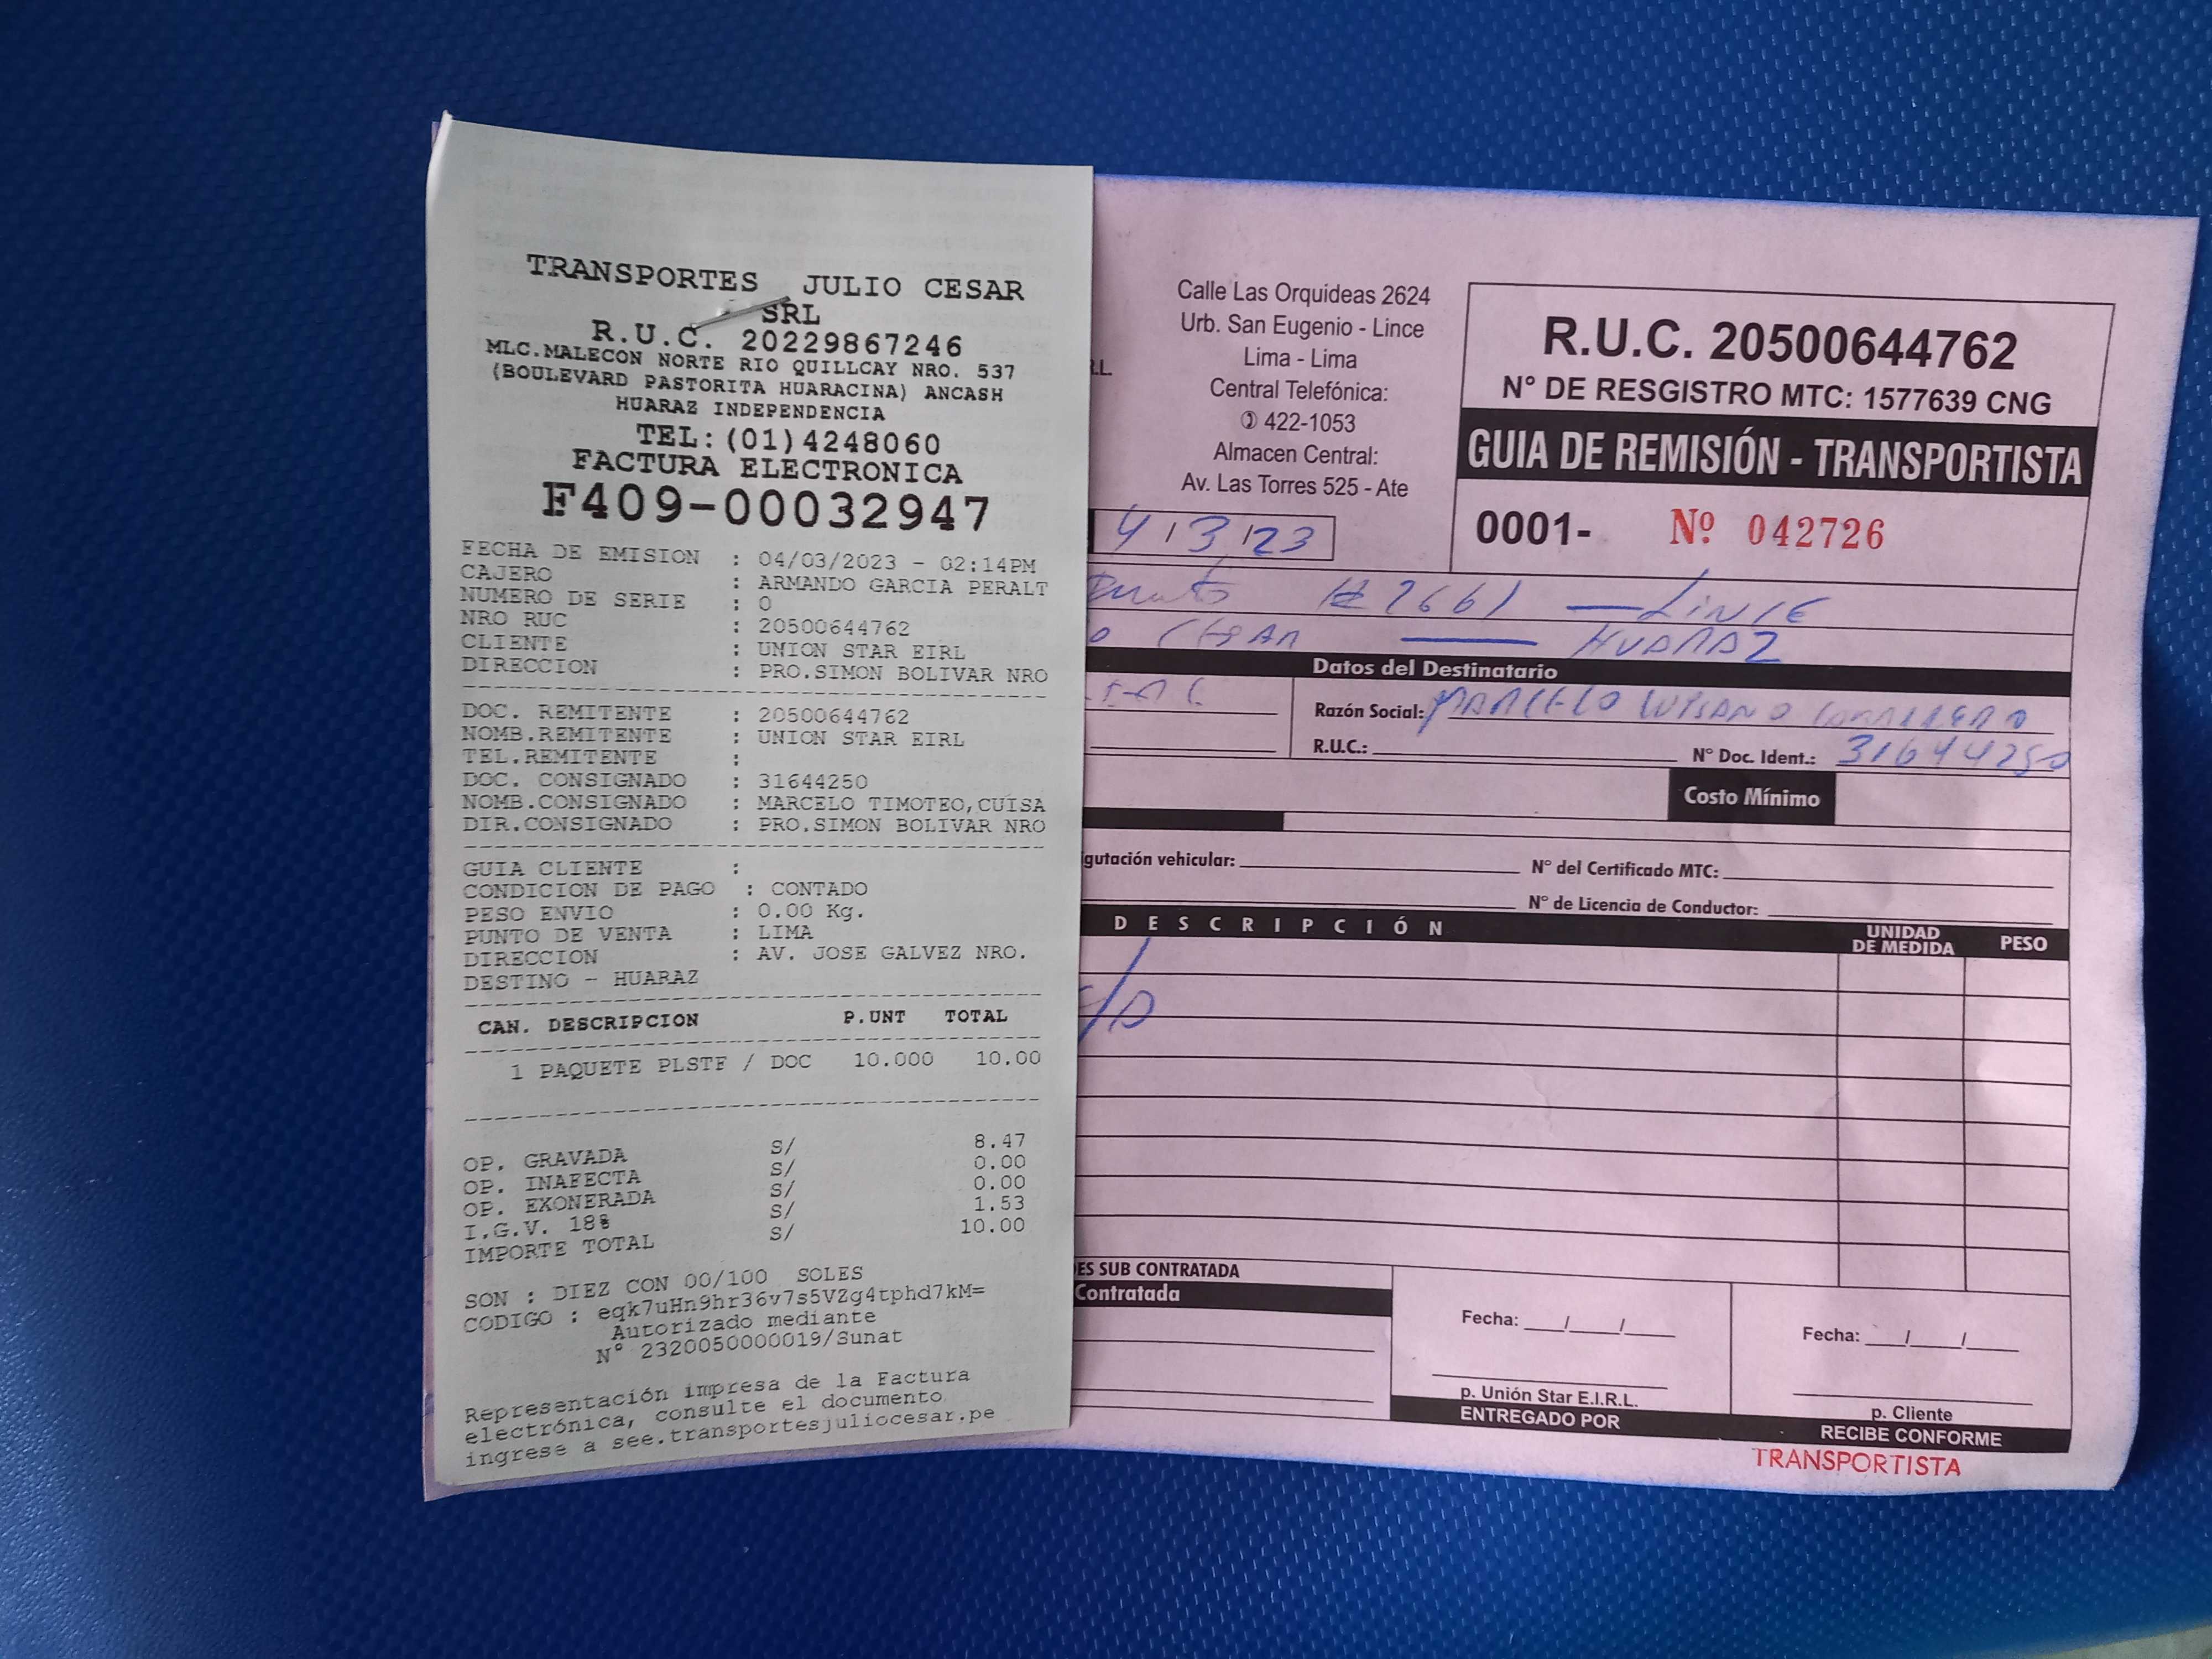 TRANSPORTES JULIO CESAR
SRL
R.U.C. 20229867246
MLC.MALECON NORTE RIO QUILLCAY NRO. 537
(BOULEVARD PASTORITA HUARACINA) ANCASH
HUARAZ INDEPENDENCIA
TEL:(01)4248060
FACTURA ELECTRONICA
F409-00032947
FECHA DE EMISION : 04/03/2023 - 02:14PM
CAJERO : ARMANDO GARCIA PERALT
NUMERO DE SERIE : 0
NRO RUC : 20500644762
CLIENTE : UNION STAR EIRL
DIRECCION : PRO.SIMON BOLIVAR NRO
DOC. REMITENTE : 20500644762
NOMB.REMITENTE : UNION STAR EIRL
TEL.REMITENTE :
DOC. CONSIGNADO : 31644250
NOMB.CONSIGNADO : MARCELO TIMOTEO,CUISA
DIR.CONSIGNADO : PRO.SIMON BOLIVAR NRO
GUIA CLIENTE :
CONDICION DE PAGO : CONTADO
PESO ENVIO : 0.00 Kg.
PUNTO DE VENTA : LIMA
DIRECCION : AV. JOSE GALVEZ NRO.
DESTINO - HUARAZ
CAN. DESCRIPCION P.UNT TOTAL
1 PAQUETE PLSTF / DOC 10.000 10.00
OP. GRAVADA S/ 8.47
OP. INAFECTA S/ 0.00
OP. EXONERADA S/ 0.00
I.G.V. 18% S/ 1.53
IMPORTE TOTAL S/ 10.00
SON : DIEZ CON 00/100 SOLES
CODIGO : eqk7uHn9hr36v7s5VZg4tphd7kM=
Autorizado mediante
N° 2320050000019/Sunat
Representación impresa de la Factura
electrónica, consulte el documento
ingrese a see.transportesjuliocesar.pe
Calle Las Orquideas 2624
Urb. San Eugenio - Lince
Lima - Lima
Central Telefónica:
422-1053
Almacen Central:
Av. Las Torres 525 - Ate
R.U.C. 20500644762
N° DE RESGISTRO MTC: 1577639 CNG
GUIA DE REMISIÓN - TRANSPORTISTA
0001- Nº 042726
4/3/23
2661 — LINCE
— HUARAZ
Datos del Destinatario
Razón Social: MARCELO
R.U.C.: N° Doc. Ident.: 31644250
Costo Mínimo
vehicular: N° del Certificado MTC:
N° de Licencia de Conductor:
DESCRIPCIÓN
UNIDAD DE MEDIDA
PESO
SUB CONTRATADA
Contratada
Fecha: / /
p. Unión Star E.I.R.L.
ENTREGADO POR
Fecha: / /
p. Cliente
RECIBE CONFORME
TRANSPORTISTA